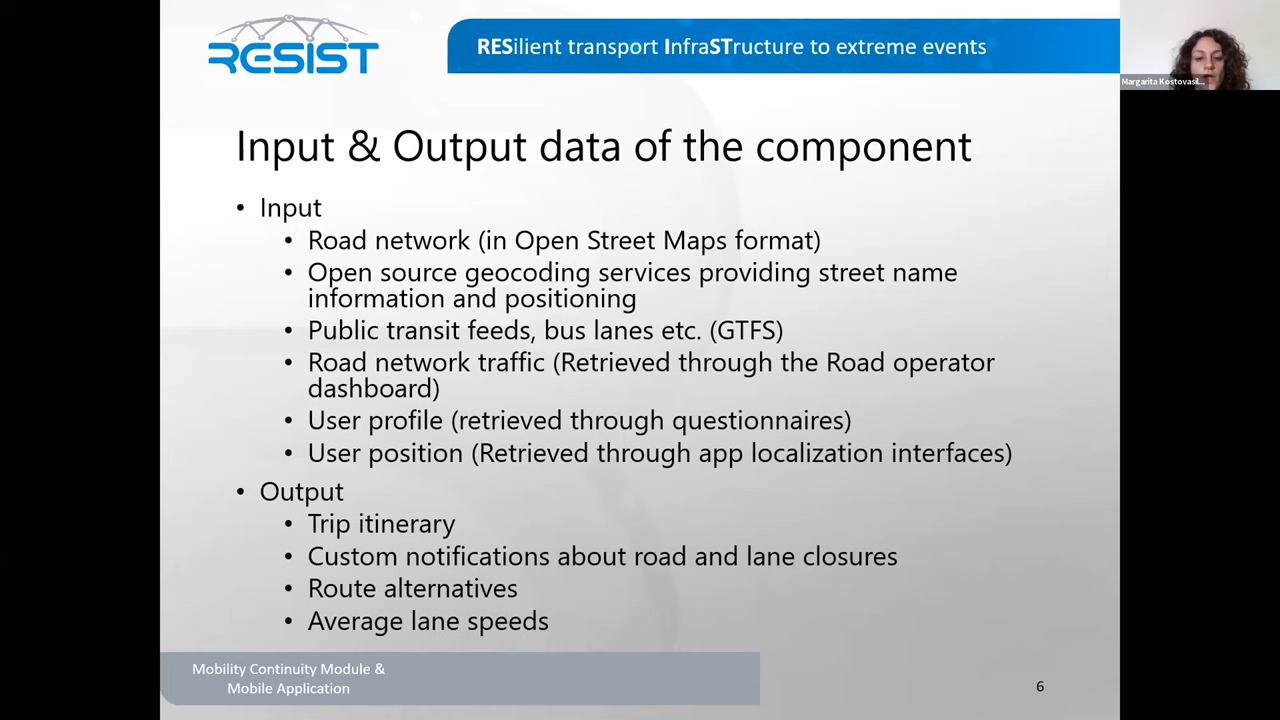 RESIST
RESilient transport InfraSTructure to extreme events
Margarita Kostovasil...
Input & Output data of the component
• Input
• Road network (in Open Street Maps format)
• Open source geocoding services providing street name
information and positioning
• Public transit feeds, bus lanes etc. (GTFS)
• Road network traffic (Retrieved through the Road operator
dashboard)
• User profile (retrieved through questionnaires)
• User position (Retrieved through app localization interfaces)
• Output
• Trip itinerary
• Custom notifications about road and lane closures
• Route alternatives
• Average lane speeds
Mobility Continuity Module &
Mobile Application
6